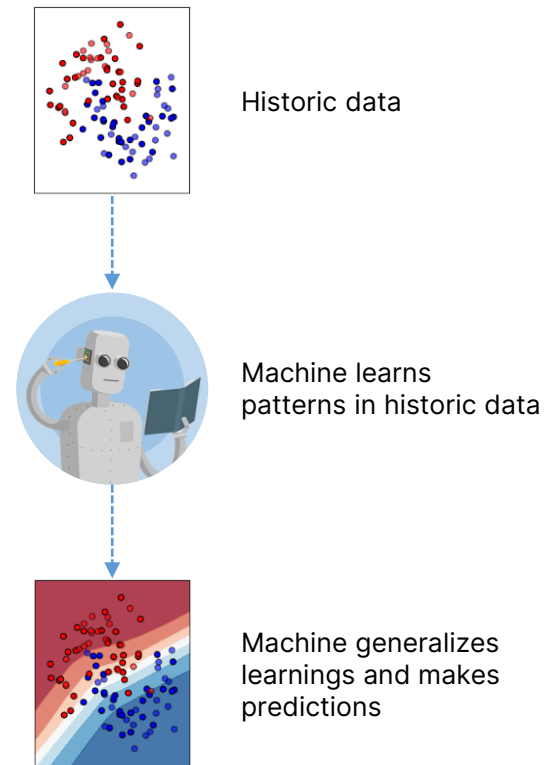 Historic data
Machine learns
patterns in historic data
Machine generalizes
learnings and makes
predictions